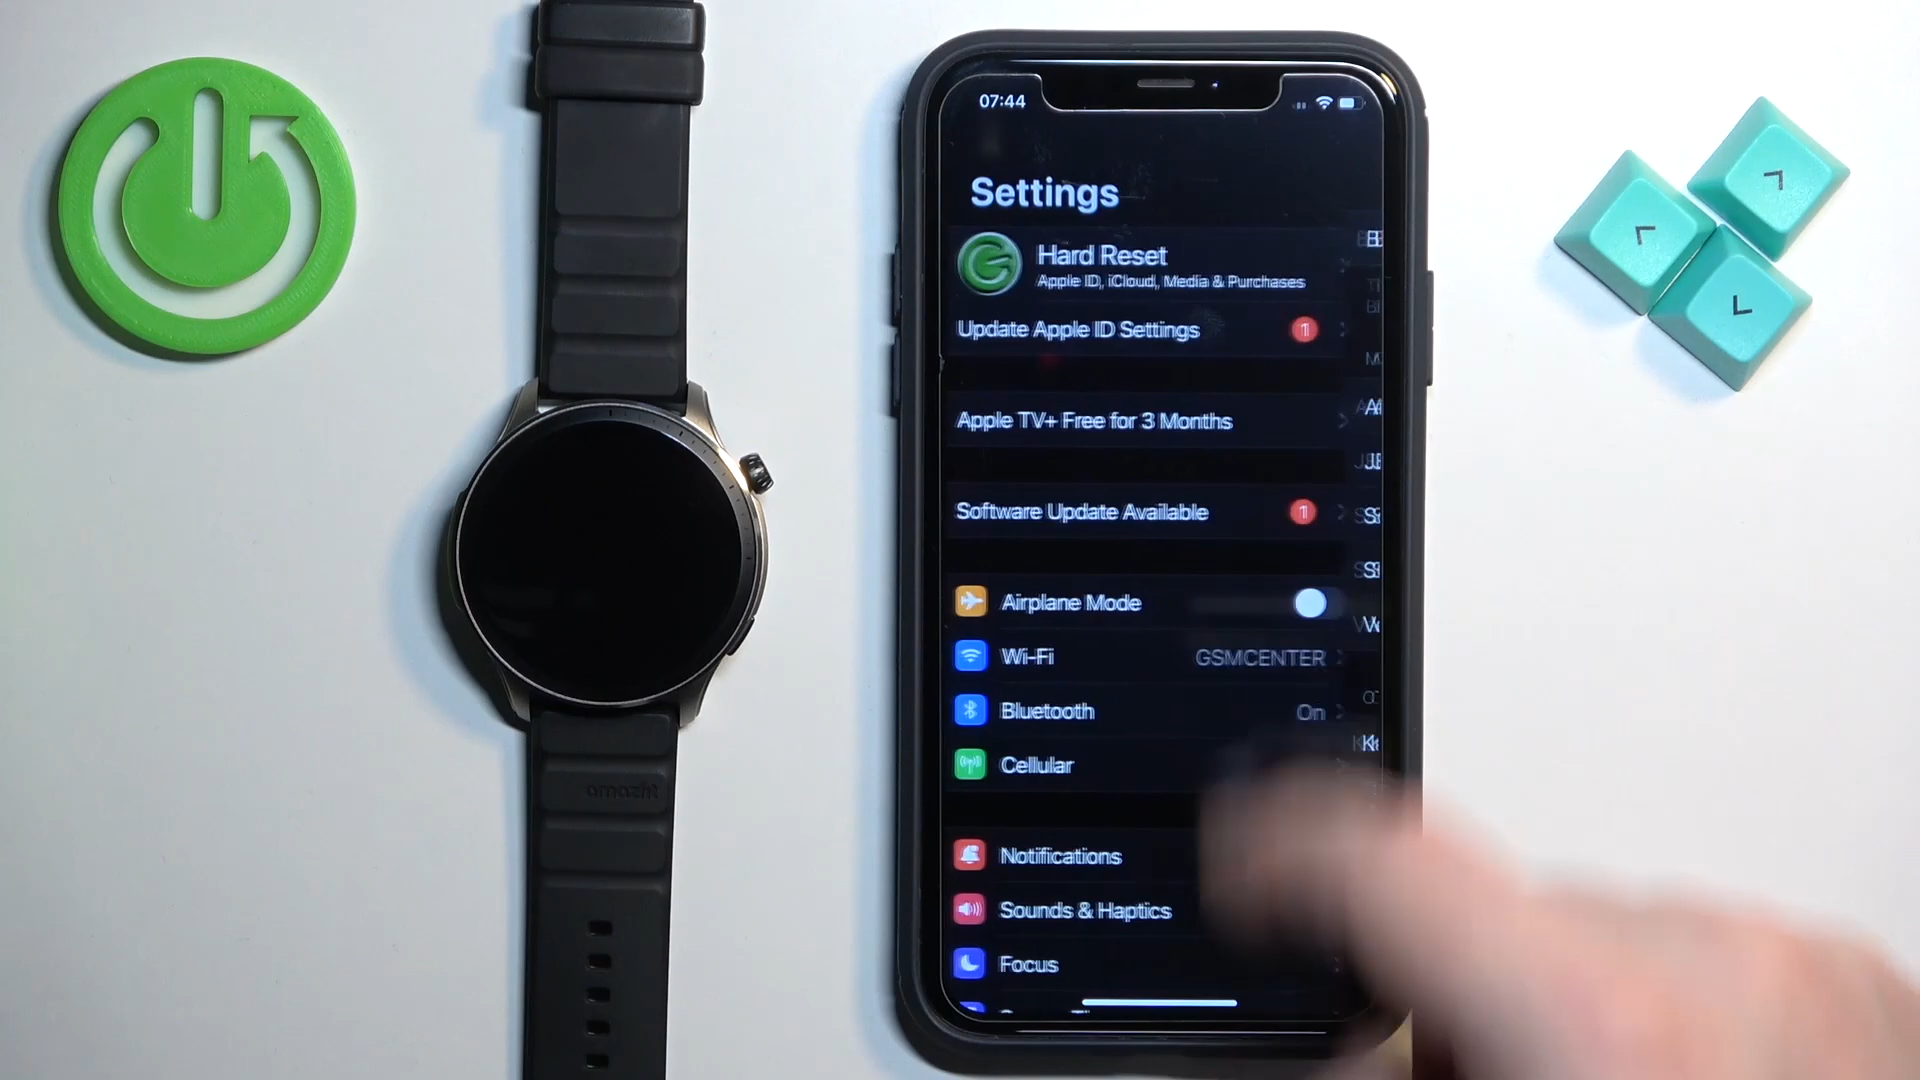 07:44
Settings
Hard Reset
Apple ID, iCloud, Media & Purchases
Update Apple ID Settings 1
Apple TV+ Free for 3 Months
Software Update Available 1
Airplane Mode
Wi-Fi GSMCENTER
Bluetooth On
Cellular
Notifications
Sounds & Haptics
Focus
amazfit